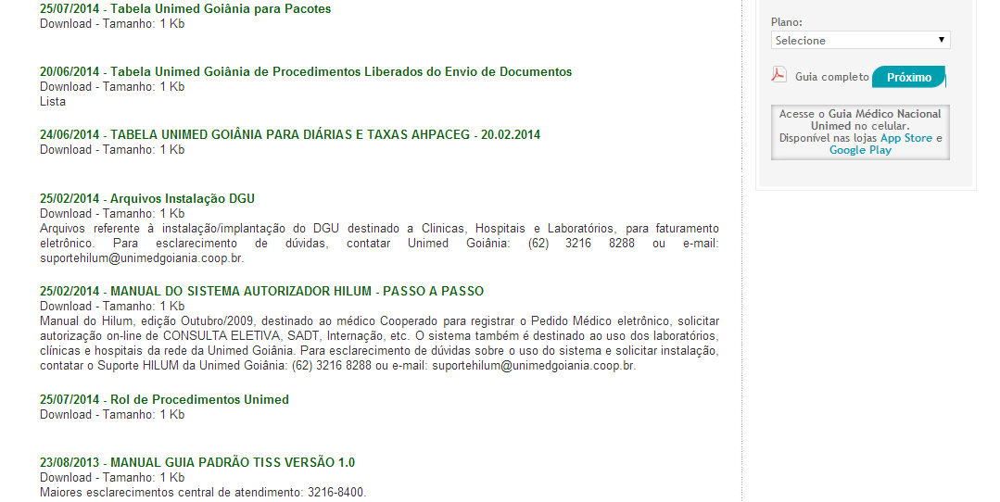 25/07/2014 - Tabela Unimed Goiânia para Pacotes
Download - Tamanho: 1 Kb
20/06/2014 - Tabela Unimed Goiânia de Procedimentos Liberados do Envio de Documentos
Download - Tamanho: 1 Kb
Lista
24/06/2014 - TABELA UNIMED GOIÂNIA PARA DIÁRIAS E TAXAS AHPACEG - 20.02.2014
Download - Tamanho: 1 Kb
25/02/2014 - Arquivos Instalação DGU
Download - Tamanho: 1 Kb
Arquivos referente à instalação/implantação do DGU destinado a Clinicas, Hospitais e Laboratórios, para faturamento
eletrônico. Para esclarecimento de dúvidas, contatar Unimed Goiânia: (62) 3216 8288 ou e-mail:
suportehilum@unimedgoiania.coop.br.
25/02/2014 - MANUAL DO SISTEMA AUTORIZADOR HILUM - PASSO A PASSO
Download - Tamanho: 1 Kb
Manual do Hilum, edição Outubro/2009, destinado ao médico Cooperado para registrar o Pedido Médico eletrônico, solicitar
autorização on-line de CONSULTA ELETIVA, SADT, Internação, etc. O sistema também é destinado ao uso dos laboratórios,
clínicas e hospitais da rede da Unimed Goiânia. Para esclarecimento de dúvidas sobre o uso do sistema e solicitar instalação,
contatar o Suporte HILUM da Unimed Goiânia: (62) 3216 8288 ou e-mail: suportehilum@unimedgoiania.coop.br.
25/07/2014 - Rol de Procedimentos Unimed
Download - Tamanho: 1 Kb
23/08/2013 - MANUAL GUIA PADRÃO TISS VERSÃO 1.0
Download - Tamanho: 1 Kb
Maiores esclarecimentos central de atendimento: 3216-8400.
Plano:
Selecione
Guia completo Próximo
Acesse o Guia Médico Nacional
Unimed no celular.
Disponível nas lojas App Store e
Google Play